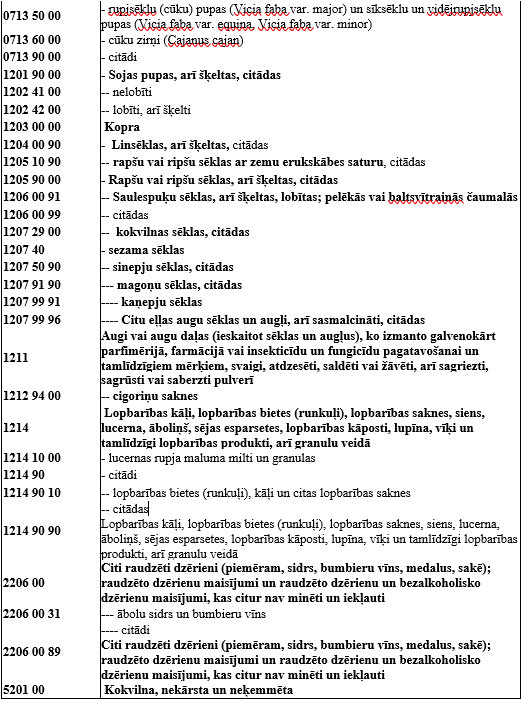 0713 50 00 - rupjsēklu (cūku) pupas (Vicia faba var. major) un sīksēklu un vidējrupjsēklu
pupas (Vicia faba var. equina, Vicia faba var. minor)
0713 60 00 - cūku zirņi (Cajanus cajan)
0713 90 00 - citādi
1201 90 00 - Sojas pupas, arī šķeltas, citādas
1202 41 00 -- nelobīti
1202 42 00 -- lobīti, arī šķelti
1203 00 00 Kopra
1204 00 90 - Linsēklas, arī šķeltas, citādas
1205 10 90 -- rapšu vai ripšu sēklas ar zemu erukskābes saturu, citādas
1205 90 00 - Rapšu vai ripšu sēklas, arī šķeltas, citādas
1206 00 91 -- Saulespuķu sēklas, arī šķeltas, lobītas; pelēkās vai baltsvītrainās čaumalās
1206 00 99 -- citādas
1207 29 00 -- kokvilnas sēklas, citādas
1207 40 - sezama sēklas
1207 50 90 -- sinepju sēklas, citādas
1207 91 90 --- magoņu sēklas, citādas
1207 99 91 ---- kaņepju sēklas
1207 99 96 ---- Citu eļļas augu sēklas un augļi, arī sasmalcināti, citādas
1211 Augi vai augu daļas (ieskaitot sēklas un augļus), ko izmanto galvenokārt
parfimērijā, farmācijā vai insekticīdu un fungicīdu pagatavošanai un
tamlīdzīgiem mērķiem, svaigi, atdzesēti, saldēti vai žāvēti, arī sagriezti,
sagrūsti vai saberzti pulverī
1212 94 00 -- cigoriņu saknes
1214 Lopbarības kāļi, lopbarības bietes (runkuļi), lopbarības saknes, siens,
lucerna, āboliņš, sējas esparsetes, lopbarības kāposti, lupīna, vīķi un
tamlīdzīgi lopbarības produkti, arī granulu veidā
1214 10 00 - lucernas rupja maluma milti un granulas
1214 90 - citādi
1214 90 10 -- lopbarības bietes (runkuļi), kāļi un citas lopbarības saknes
-- citādas
1214 90 90 Lopbarības kāļi, lopbarības bietes (runkuļi), lopbarības saknes, siens, lucerna,
āboliņš, sējas esparsetes, lopbarības kāposti, lupīna, vīķi un tamlīdzīgi lopbarības
produkti, arī granulu veidā
2206 00 Citi raudzēti dzērieni (piemēram, sidrs, bumbieru vīns, medalus, sakē);
raudzēto dzērienu maisījumi un raudzēto dzērienu un bezalkoholisko
dzērienu maisījumi, kas citur nav minēti un iekļauti
2206 00 31 --- ābolu sidrs un bumbieru vīns
---- citādi
2206 00 89 Citi raudzēti dzērieni (piemēram, sidrs, bumbieru vīns, medalus, sakē);
raudzēto dzērienu maisījumi un raudzēto dzērienu un bezalkoholisko
dzērienu maisījumi, kas citur nav minēti un iekļauti
5201 00 Kokvilna, nekārsta un neķemmēta